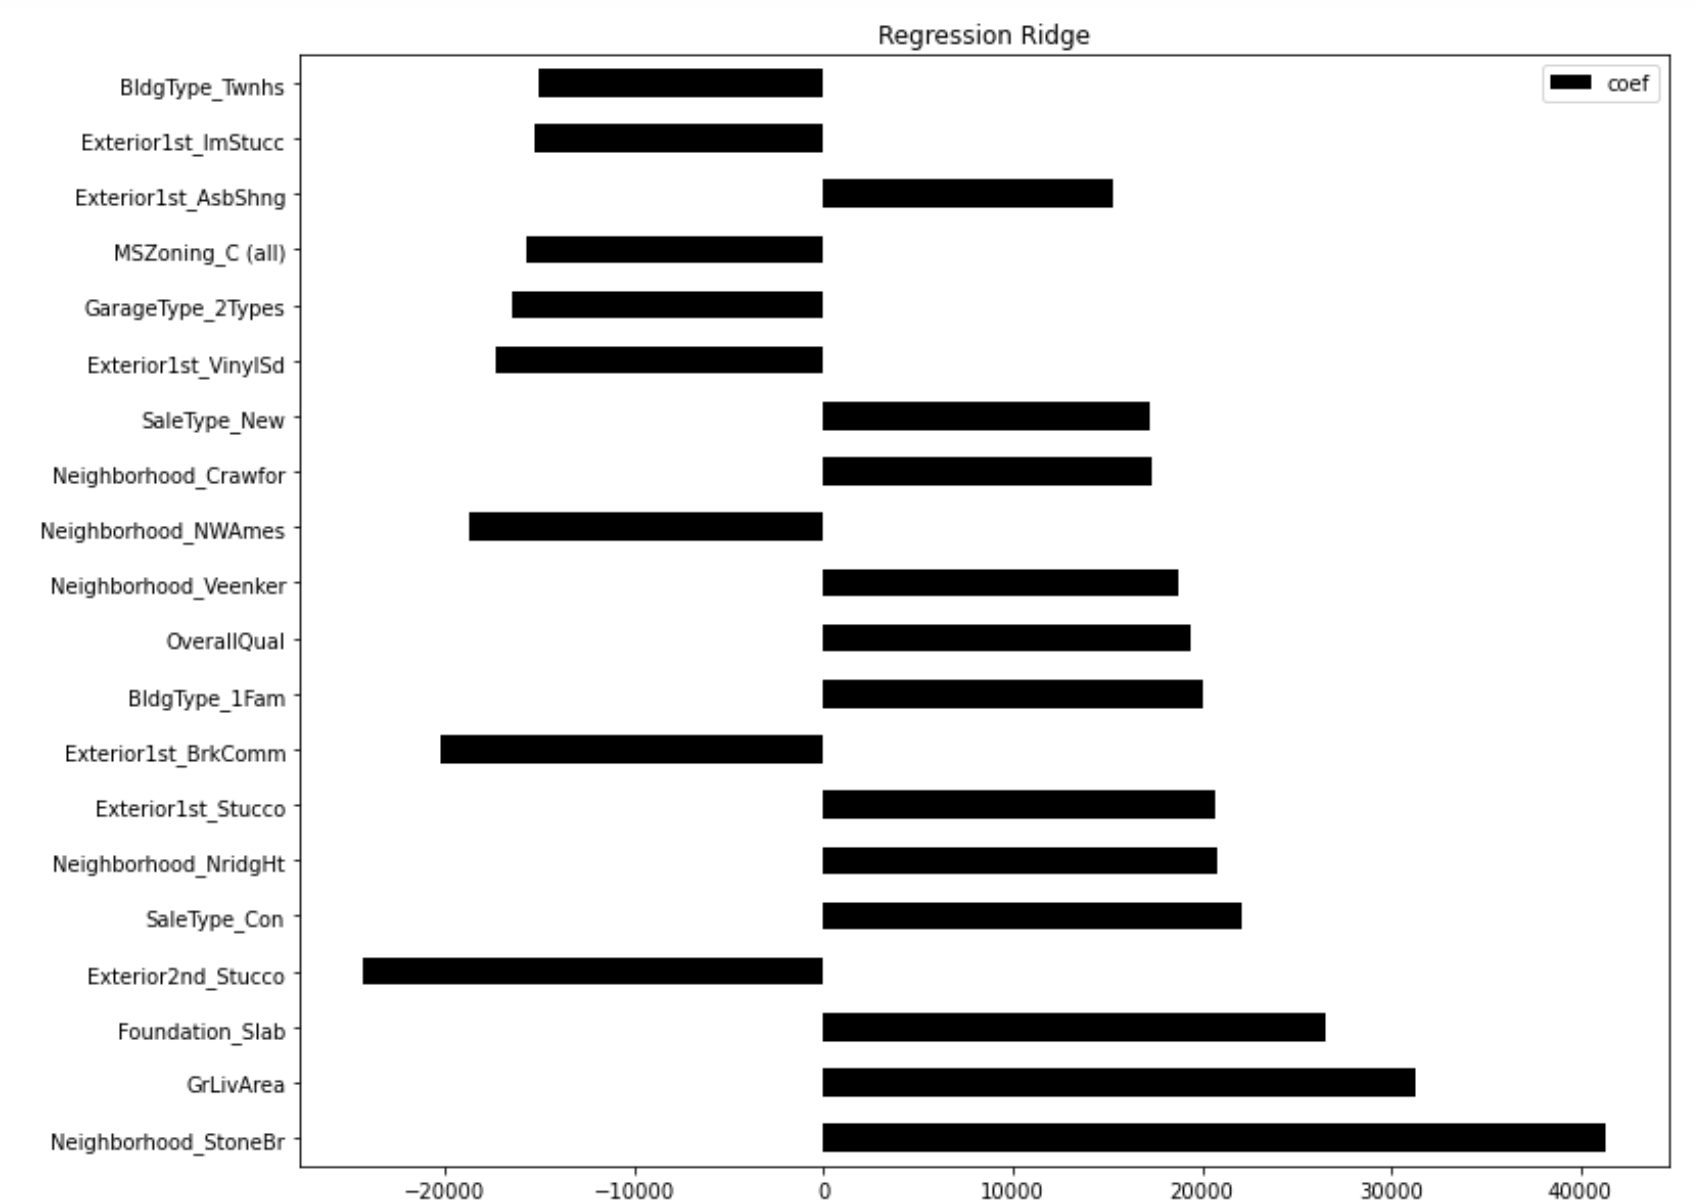 Regression Ridge
coef
BldgType_Twnhs
Exterior1st_ImStucc
Exterior1st_AsbShng
MSZoning_C (all)
GarageType_2Types
Exterior1st_VinylSd
SaleType_New
Neighborhood_Crawfor
Neighborhood_NWAmes
Neighborhood_Veenker
OverallQual
BldgType_1Fam
Exterior1st_BrkComm
Exterior1st_Stucco
Neighborhood_NridgHt
SaleType_Con
Exterior2nd_Stucco
Foundation_Slab
GrLivArea
Neighborhood_StoneBr
−20000 −10000 0 10000 20000 30000 40000